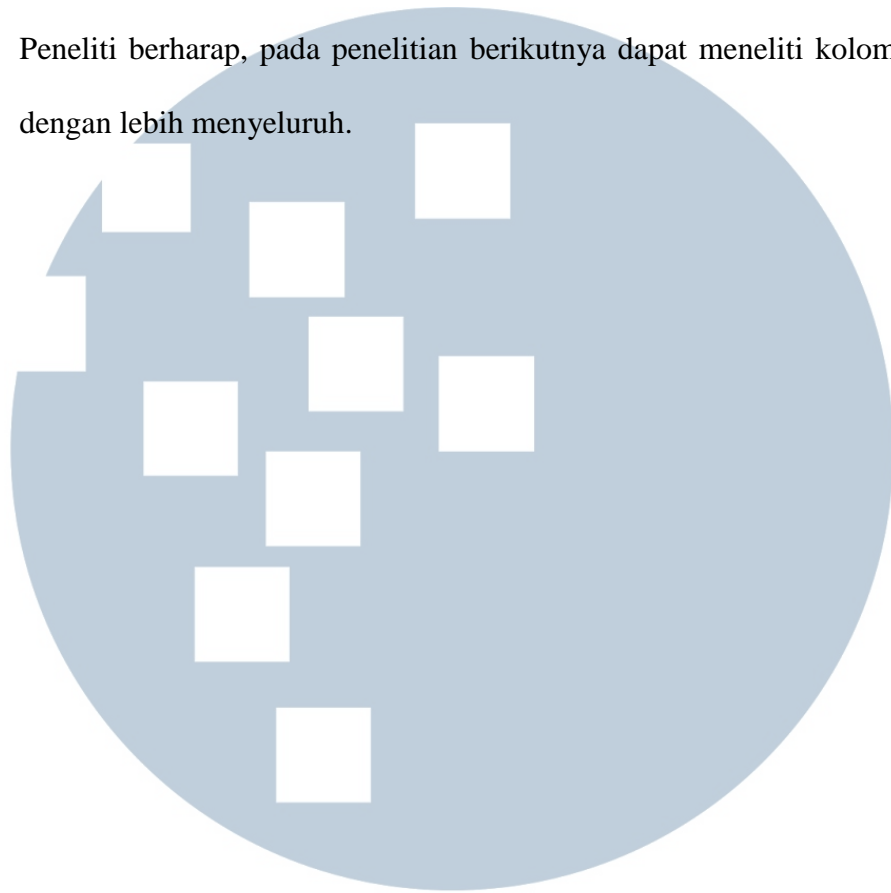 Peneliti berharap, pada penelitian berikutnya dapat meneliti kolom
dengan lebih menyeluruh.